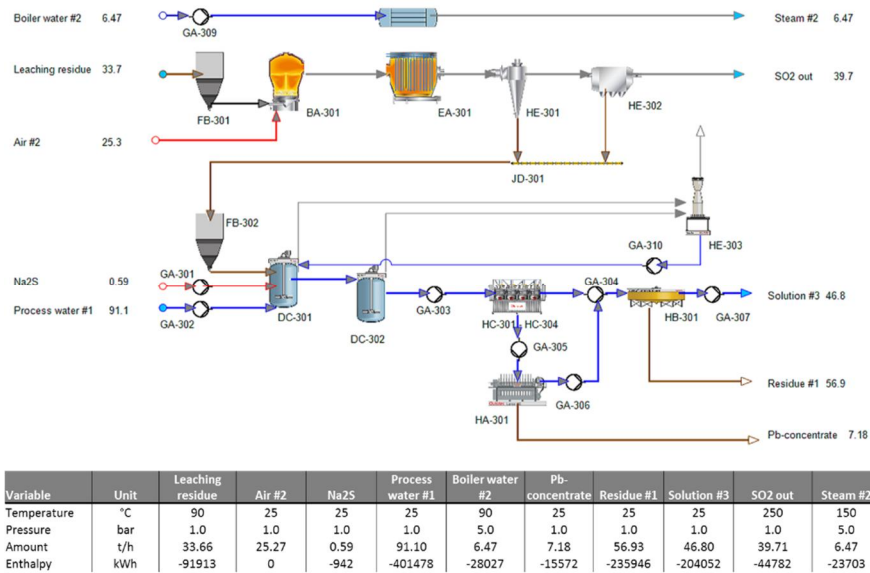 Boiler water #2 6.47 GA-309 Steam #2 6.47
Leaching residue 33.7 SO2 out 39.7
FB-301 BA-301 EA-301 HE-301 HE-302
Air #2 25.3
JD-301
FB-302
GA-310 HE-303
Na2S 0.59 GA-301 GA-304
Process water #1 91.1 GA-302 DC-301 DC-302 GA-303 HC-301 HC-304 HB-301 GA-307 Solution #3 46.8
GA-305
Residue #1 56.9
HA-301 GA-306
Pb-concentrate 7.18
Variable Unit Leaching residue Air #2 Na2S Process water #1 Boiler water #2 Pb-concentrate Residue #1 Solution #3 SO2 out Steam #2
Temperature °C 90 25 25 25 90 25 25 25 250 150
Pressure bar 1.0 1.0 1.0 1.0 5.0 1.0 1.0 1.0 1.0 5.0
Amount t/h 33.66 25.27 0.59 91.10 6.47 7.18 56.93 46.80 39.71 6.47
Enthalpy kWh -91913 0 -942 -401478 -28027 -15572 -235946 -204052 -44782 -23703